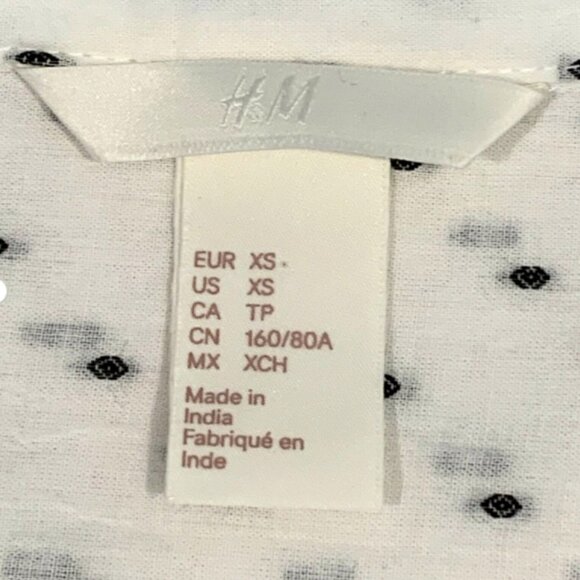 H&M
EUR XS
US XS
CA TP
CN 160/80A
MX XCH
Made in
India
Fabriqué en
Inde